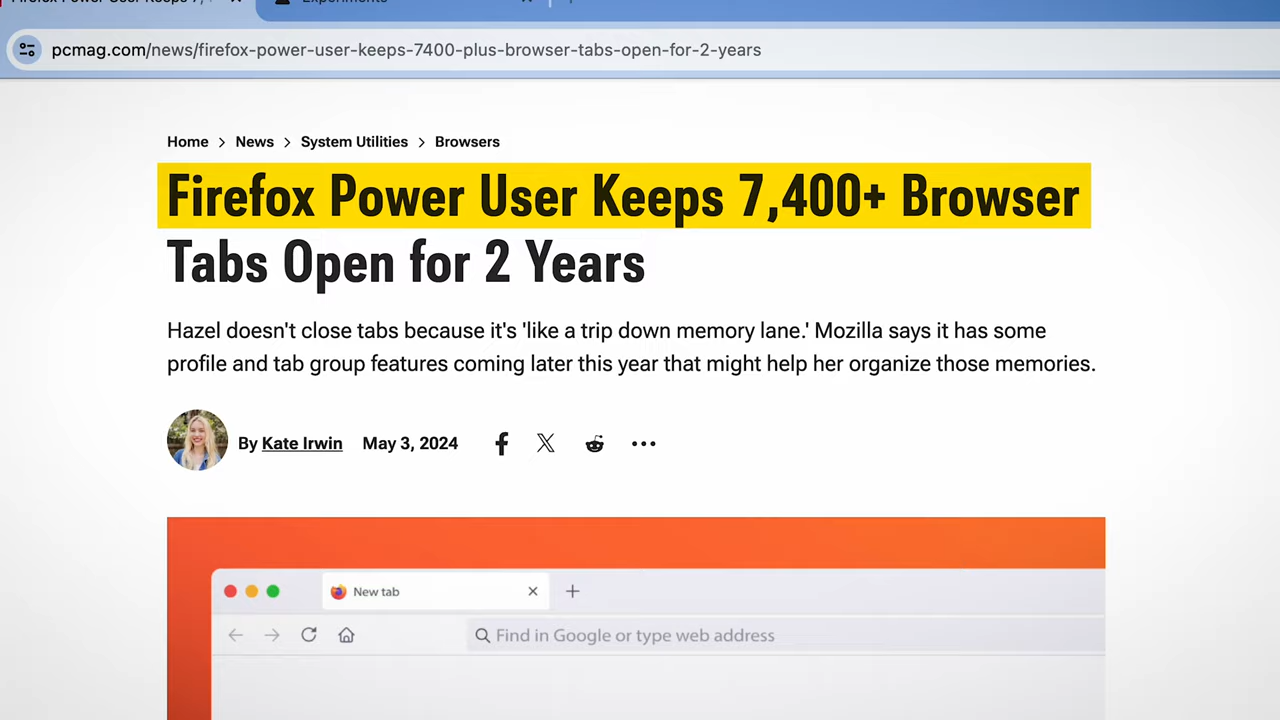 Experiments
pcmag.com/news/firefox-power-user-keeps-7400-plus-browser-tabs-open-for-2-years
Home > News > System Utilities > Browsers
Firefox Power User Keeps 7,400+ Browser
Tabs Open for 2 Years
Hazel doesn't close tabs because it's 'like a trip down memory lane.' Mozilla says it has some
profile and tab group features coming later this year that might help her organize those memories.
By Kate Irwin May 3, 2024
New tab
Find in Google or type web address